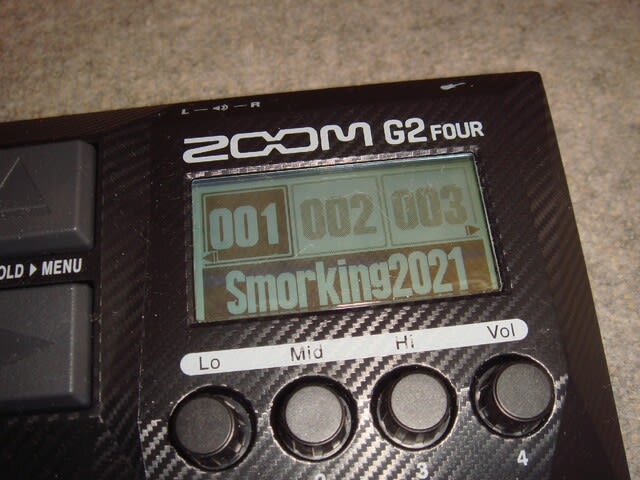 L R
ZOOM G2 FOUR
001 002 003
Smorking2021
OLD ▶ MENU
Lo Mid Hi Vol
3 4